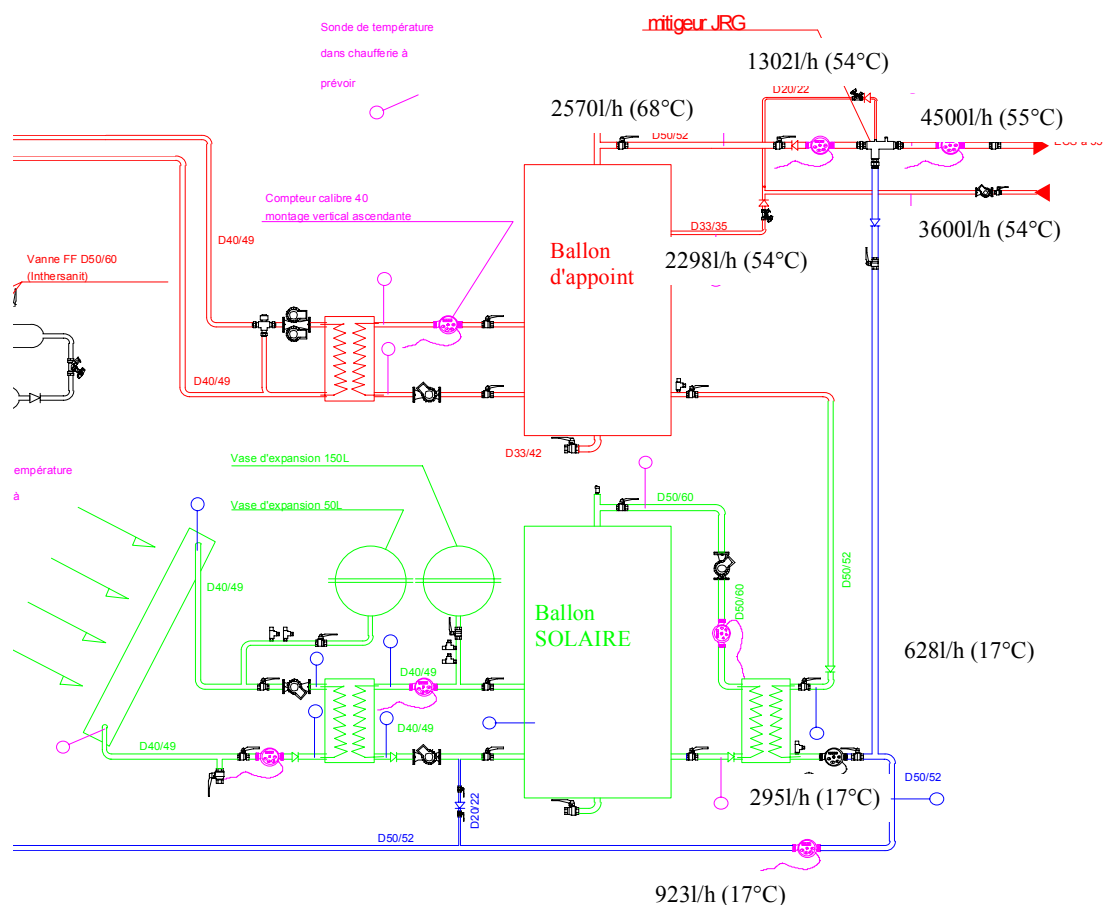 Sonde de température
dans chaufferie à
prévoir
mitigeur JRG
1302l/h (54°C)
D20/22
2570l/h (68°C)
D50/52
4500l/h (55°C)
Compteur calibre 40
montage vertical ascendante
D40/49
Vanne FF D50/60
(Inthersanit)
D33/35
2298l/h (54°C)
3600l/h (54°C)
Ballon
d'appoint
D40/49
D33/42
empérature
à
Vase d'expansion 150L
Vase d'expansion 50L
D50/60
D40/49
Ballon
SOLAIRE
D50/60
D50/52
628l/h (17°C)
D40/49
D40/49
D40/49
D20/22
D50/52
295l/h (17°C)
D50/52
923l/h (17°C)